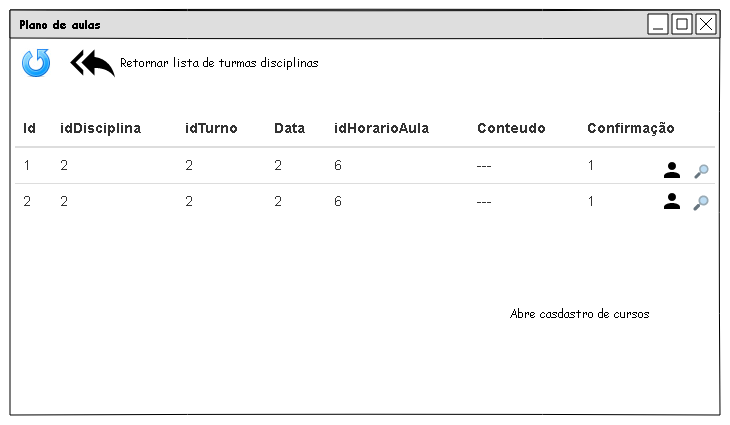 Plano de aulas
Retornar lista de turmas disciplinas
Id idDisciplina idTurno Data idHorarioAula Conteudo Confirmação
1 2 2 2 6 --- 1
2 2 2 2 6 --- 1
Abre casdastro de cursos